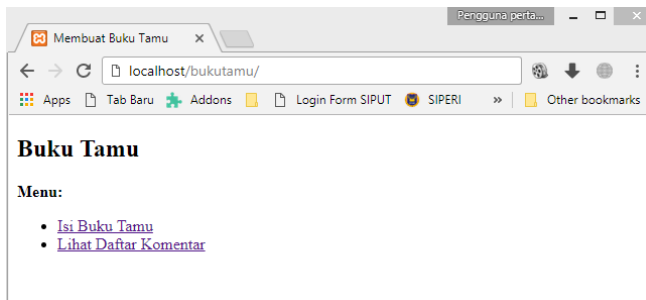 Pengguna perta...
Membuat Buku Tamu
localhost/bukutamu/
Apps Tab Baru Addons Login Form SIPUT SIPERI » Other bookmarks
Buku Tamu
Menu:
• Isi Buku Tamu
• Lihat Daftar Komentar